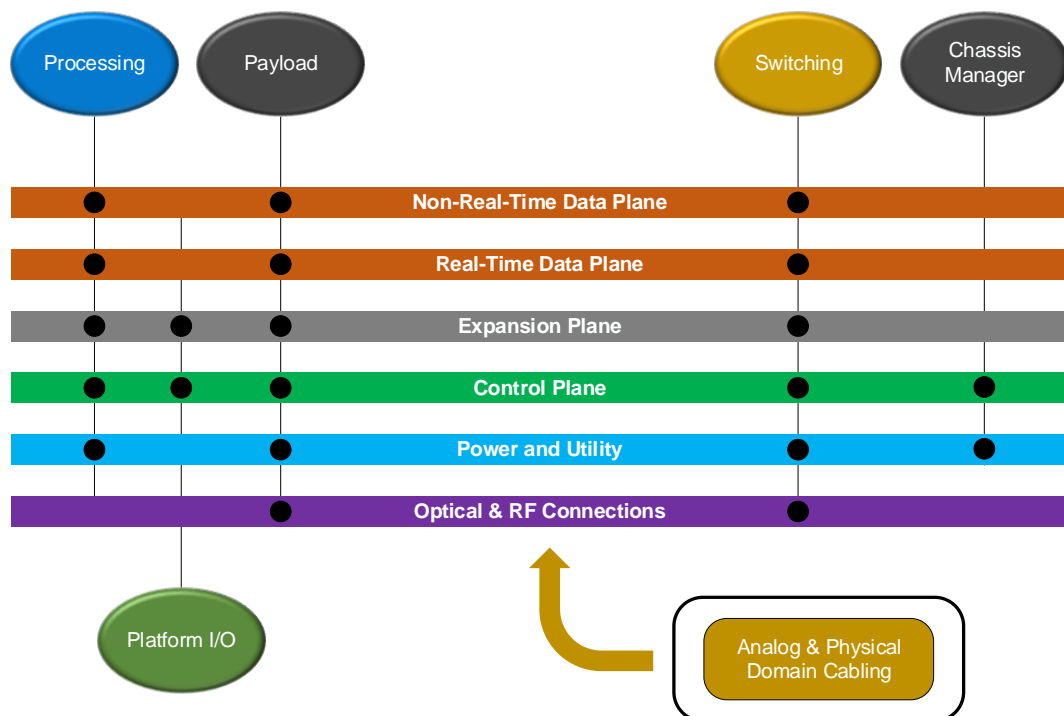 Processing
Payload
Switching
Chassis
Manager
Non-Real-Time Data Plane
Real-Time Data Plane
Expansion Plane
Control Plane
Power and Utility
Optical & RF Connections
Platform I/O
Analog & Physical
Domain Cabling